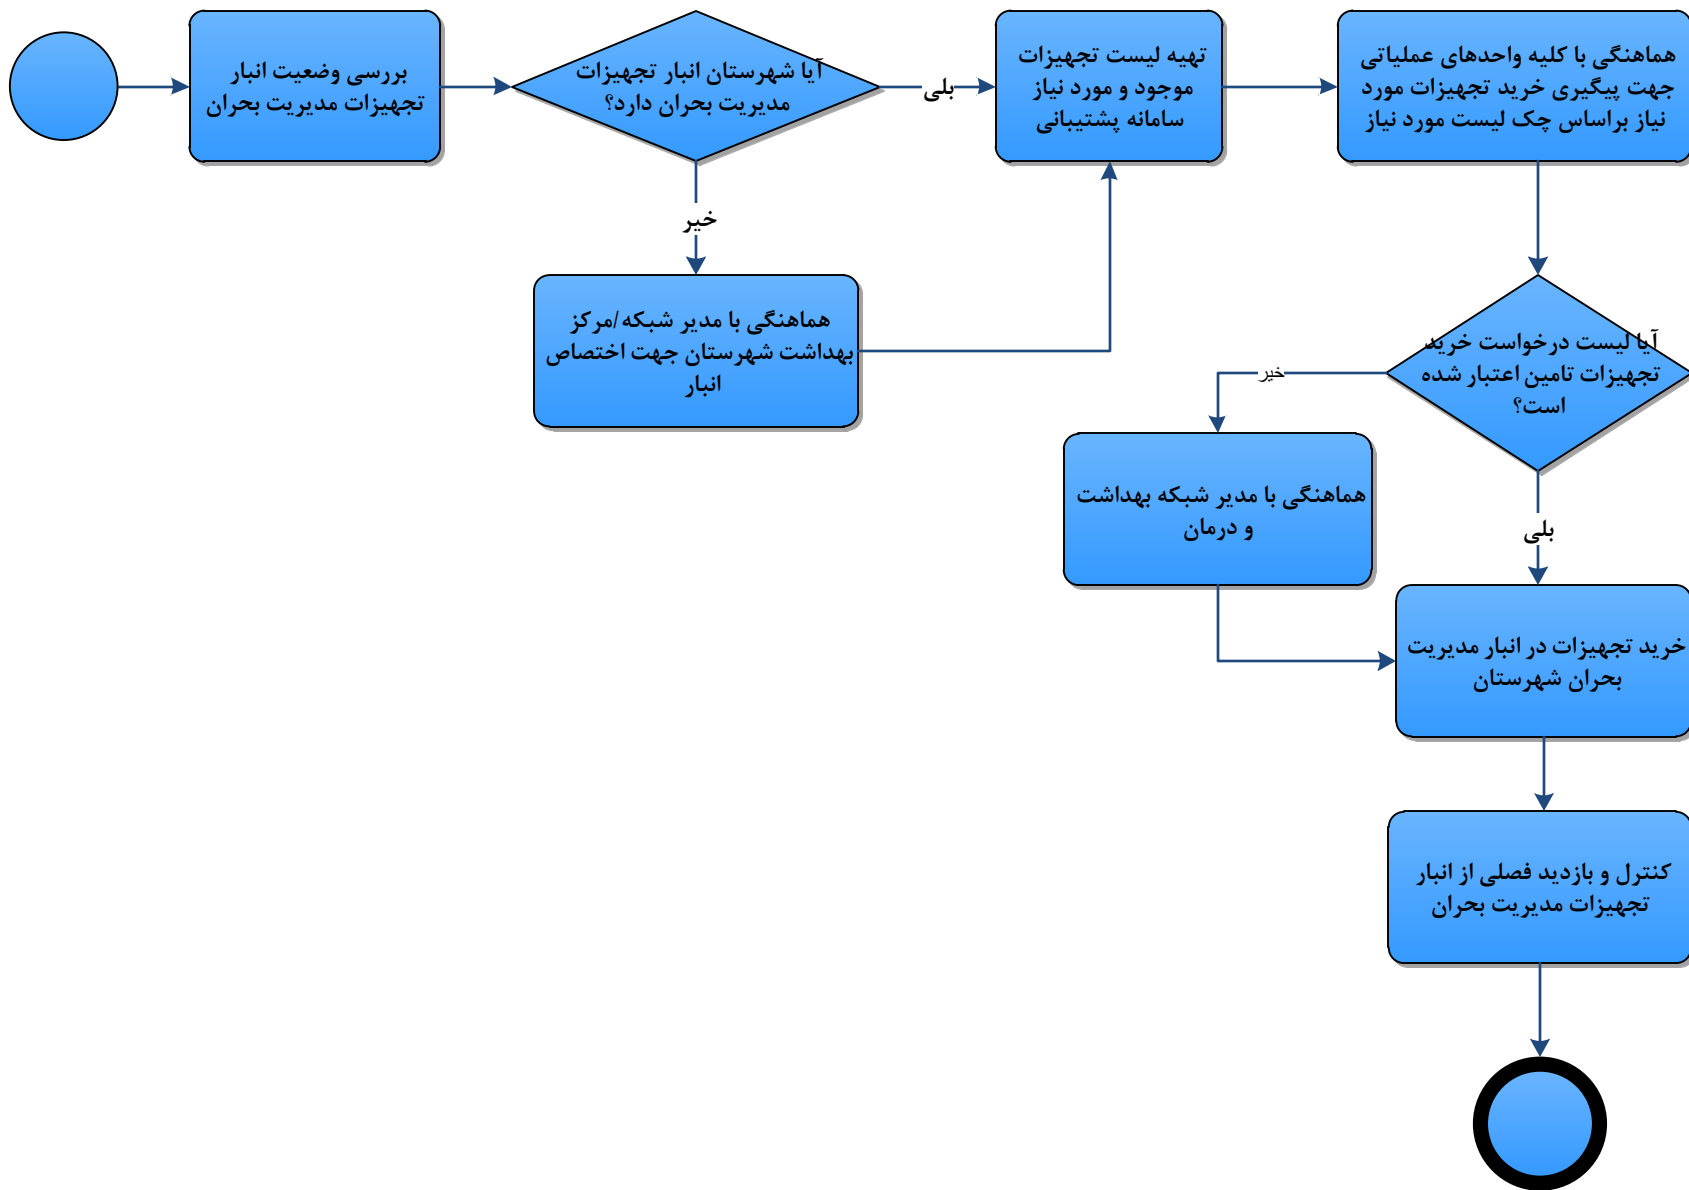 بررسی وضعیت انبار
تجهیزات مدیریت بحران
آیا شهرستان انبار تجهیزات
مدیریت بحران دارد؟
بلی
خیر
هماهنگی با مدیر شبکه/مرکز
بهداشت شهرستان جهت اختصاص
انبار
تهیه لیست تجهیزات
موجود و مورد نیاز
سامانه پشتیبانی
هماهنگی با کلیه واحدهای عملیاتی
جهت پیگیری خرید تجهیزات مورد
نیاز براساس چک لیست مورد نیاز
آیا لیست درخواست خرید
تجهیزات تامین اعتبار شده
است؟
خیر
هماهنگی با مدیر شبکه بهداشت
و درمان
بلی
خرید تجهیزات در انبار مدیریت
بحران شهرستان
کنترل و بازدید فصلی از انبار
تجهیزات مدیریت بحران